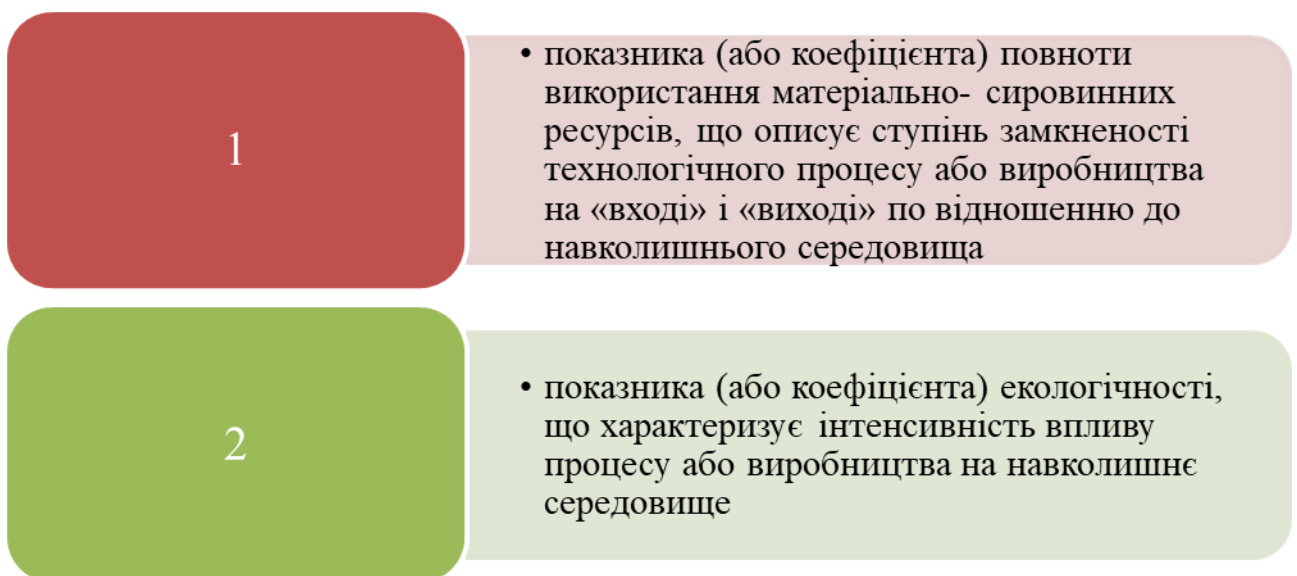 1
• показника (або коефіцієнта) повноти
використання матеріально- сировинних
ресурсів, що описує ступінь замкненості
технологічного процесу або виробництва
на «вході» і «виході» по відношенню до
навколишнього середовища
2
• показника (або коефіцієнта) екологічності,
що характеризує інтенсивність впливу
процесу або виробництва на навколишнє
середовище